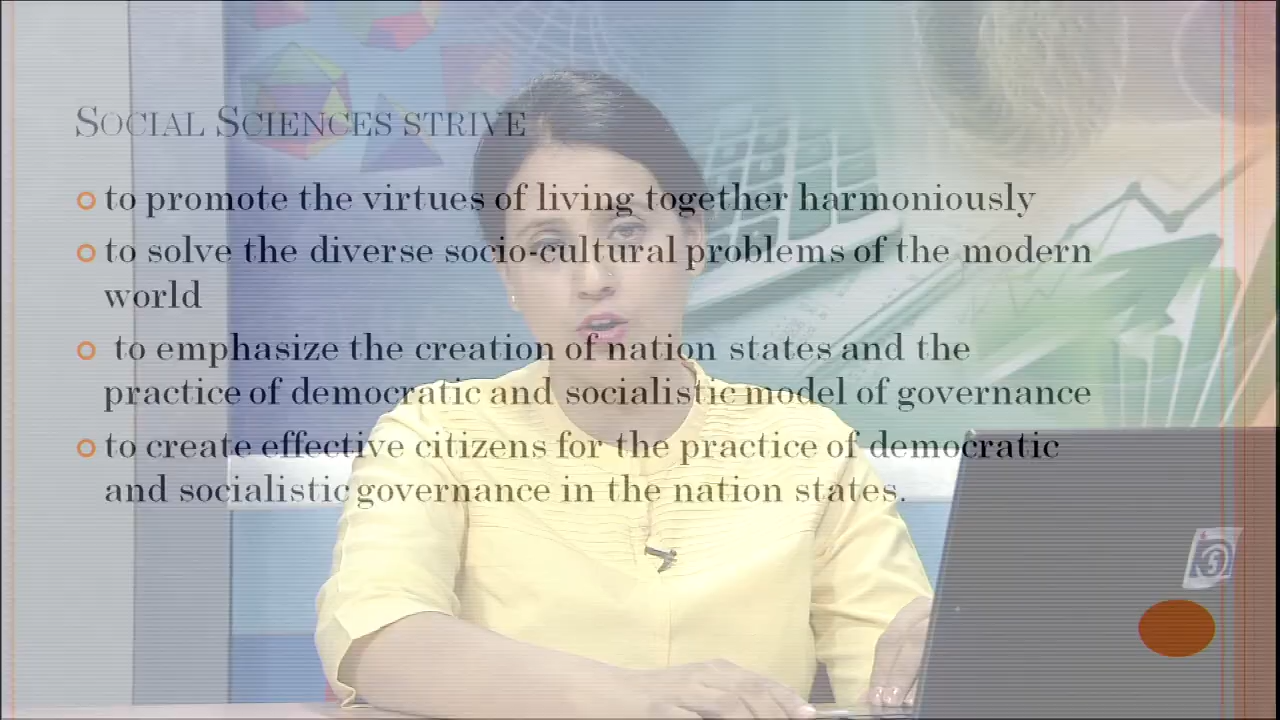 SOCIAL SCIENCES STRIVE
to promote the virtues of living together harmoniously
to solve the diverse socio-cultural problems of the modern
world
to emphasize the creation of nation states and the
practice of democratic and socialistic model of governance
to create effective citizens for the practice of democratic
and socialistic governance in the nation states.